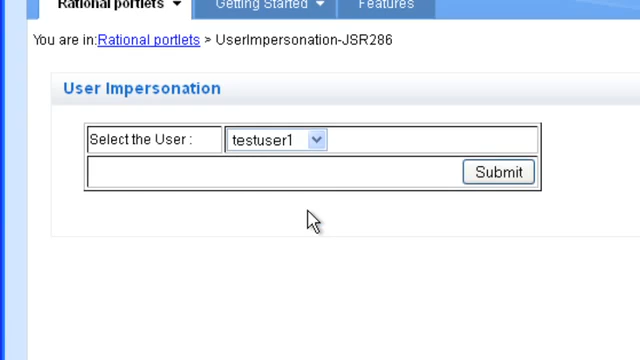 Rational portlets
Getting Started
Features
You are in:Rational portlets > UserImpersonation-JSR286
User Impersonation
Select the User :
testuser1
Submit